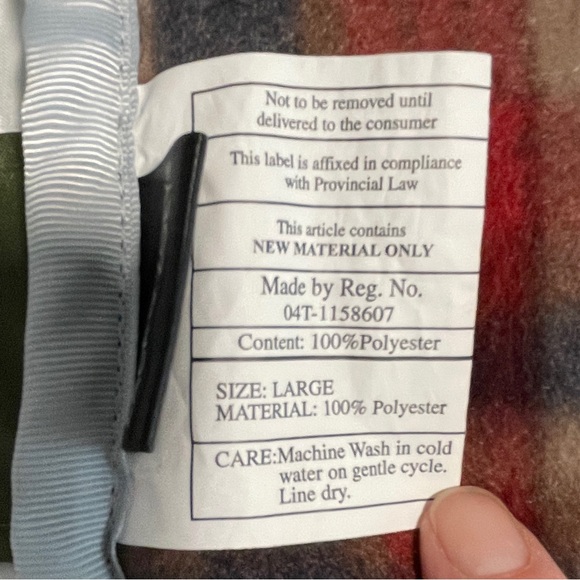 Not to be removed until
delivered to the consumer
This label is affixed in compliance
with Provincial Law
This article contains
NEW MATERIAL ONLY
Made by Reg. No.
04T-1158607
Content: 100%Polyester
SIZE: LARGE
MATERIAL: 100% Polyester
CARE:Machine Wash in cold
water on gentle cycle.
Line dry.